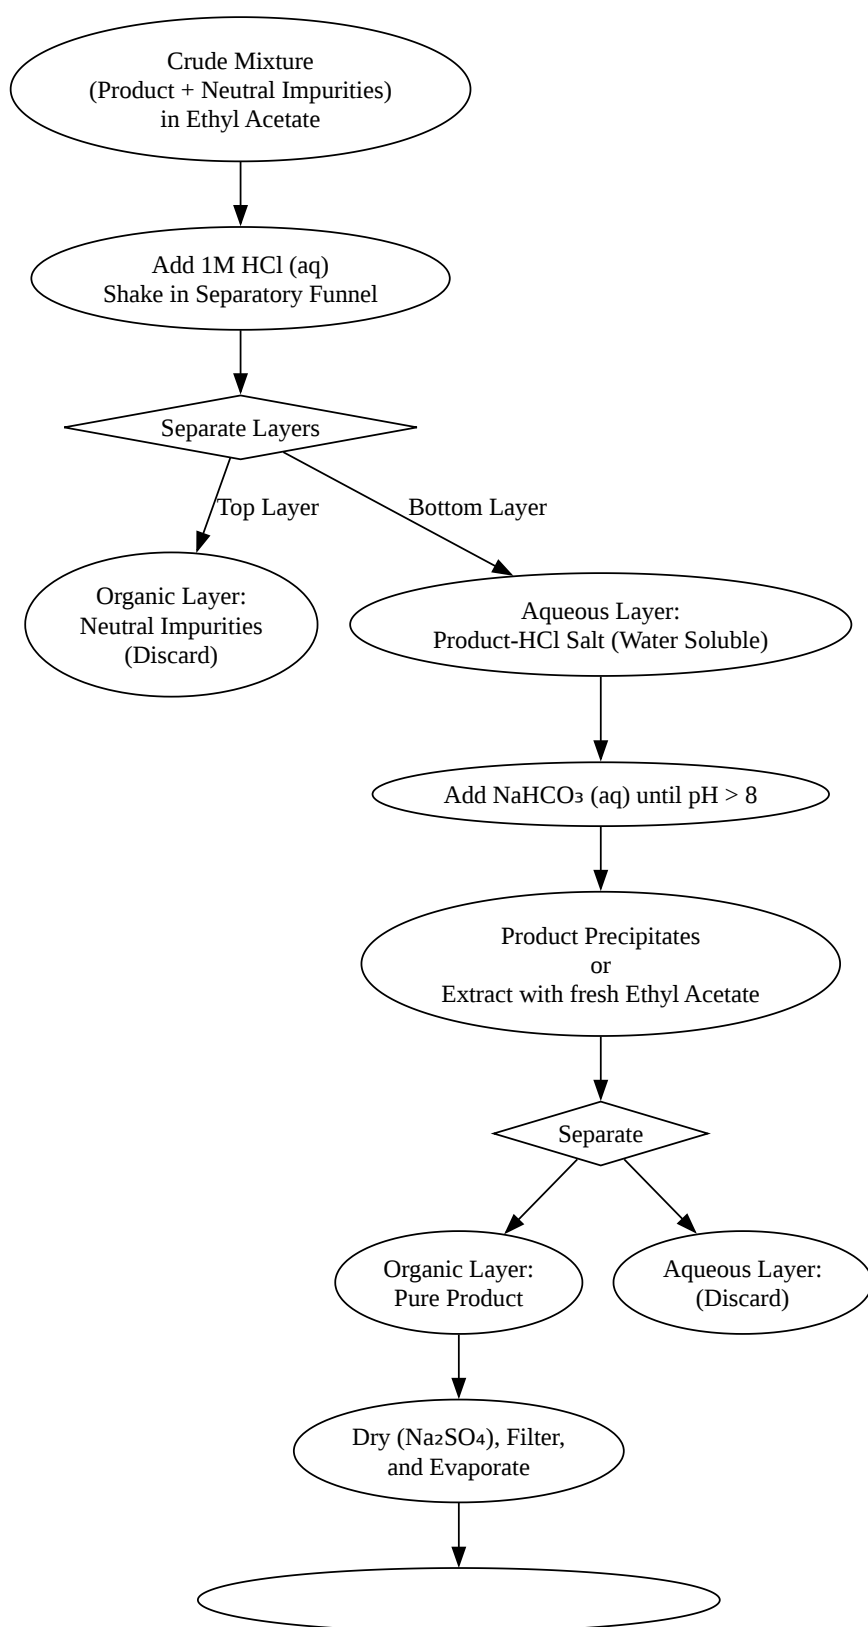 Crude Mixture
(Product + Neutral Impurities)
in Ethyl Acetate
Add 1M HCl (aq)
Shake in Separatory Funnel
Separate Layers
Top Layer
Bottom Layer
Organic Layer:
Neutral Impurities
(Discard)
Aqueous Layer:
Product-HCl Salt (Water Soluble)
Add NaHCO₃ (aq) until pH > 8
Product Precipitates
or
Extract with fresh Ethyl Acetate
Separate
Organic Layer:
Pure Product
Aqueous Layer:
(Discard)
Dry (Na₂SO₄), Filter,
and Evaporate